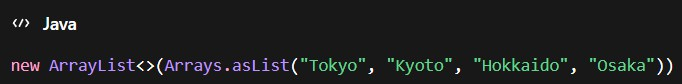 </> Java
new ArrayList<>(Arrays.asList("Tokyo", "Kyoto", "Hokkaido", "Osaka"))